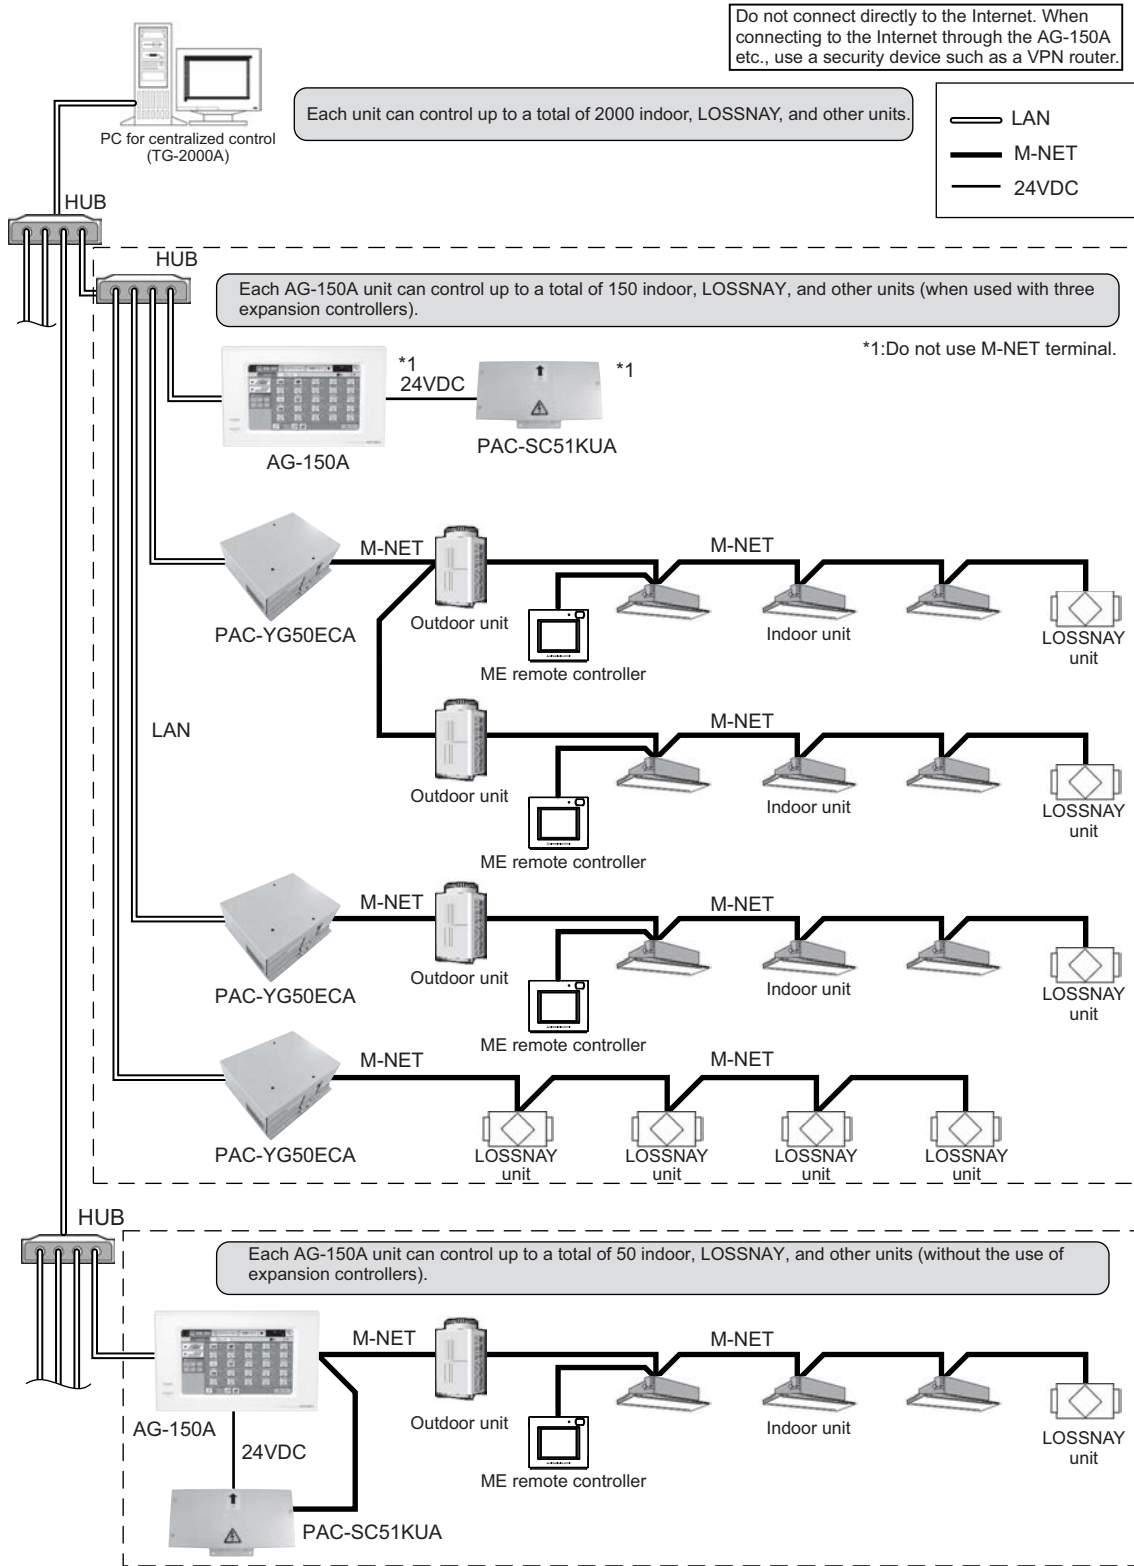 Do not connect directly to the Internet. When
connecting to the Internet through the AG-150A
etc., use a security device such as a VPN router.
PC for centralized control
(TG-2000A)
Each unit can control up to a total of 2000 indoor, LOSSNAY, and other units.
LAN
M-NET
24VDC
HUB
HUB
Each AG-150A unit can control up to a total of 150 indoor, LOSSNAY, and other units (when used with three
expansion controllers).
*1:Do not use M-NET terminal.
*1
24VDC
*1
AG-150A
PAC-SC51KUA
M-NET
M-NET
PAC-YG50ECA
Outdoor unit
ME remote controller
Indoor unit
LOSSNAY
unit
LAN
M-NET
Outdoor unit
ME remote controller
Indoor unit
LOSSNAY
unit
M-NET
M-NET
PAC-YG50ECA
Outdoor unit
ME remote controller
Indoor unit
LOSSNAY
unit
M-NET
M-NET
PAC-YG50ECA
LOSSNAY
unit
LOSSNAY
unit
LOSSNAY
unit
LOSSNAY
unit
HUB
Each AG-150A unit can control up to a total of 50 indoor, LOSSNAY, and other units (without the use of
expansion controllers).
M-NET
M-NET
AG-150A
Outdoor unit
ME remote controller
Indoor unit
LOSSNAY
unit
24VDC
PAC-SC51KUA